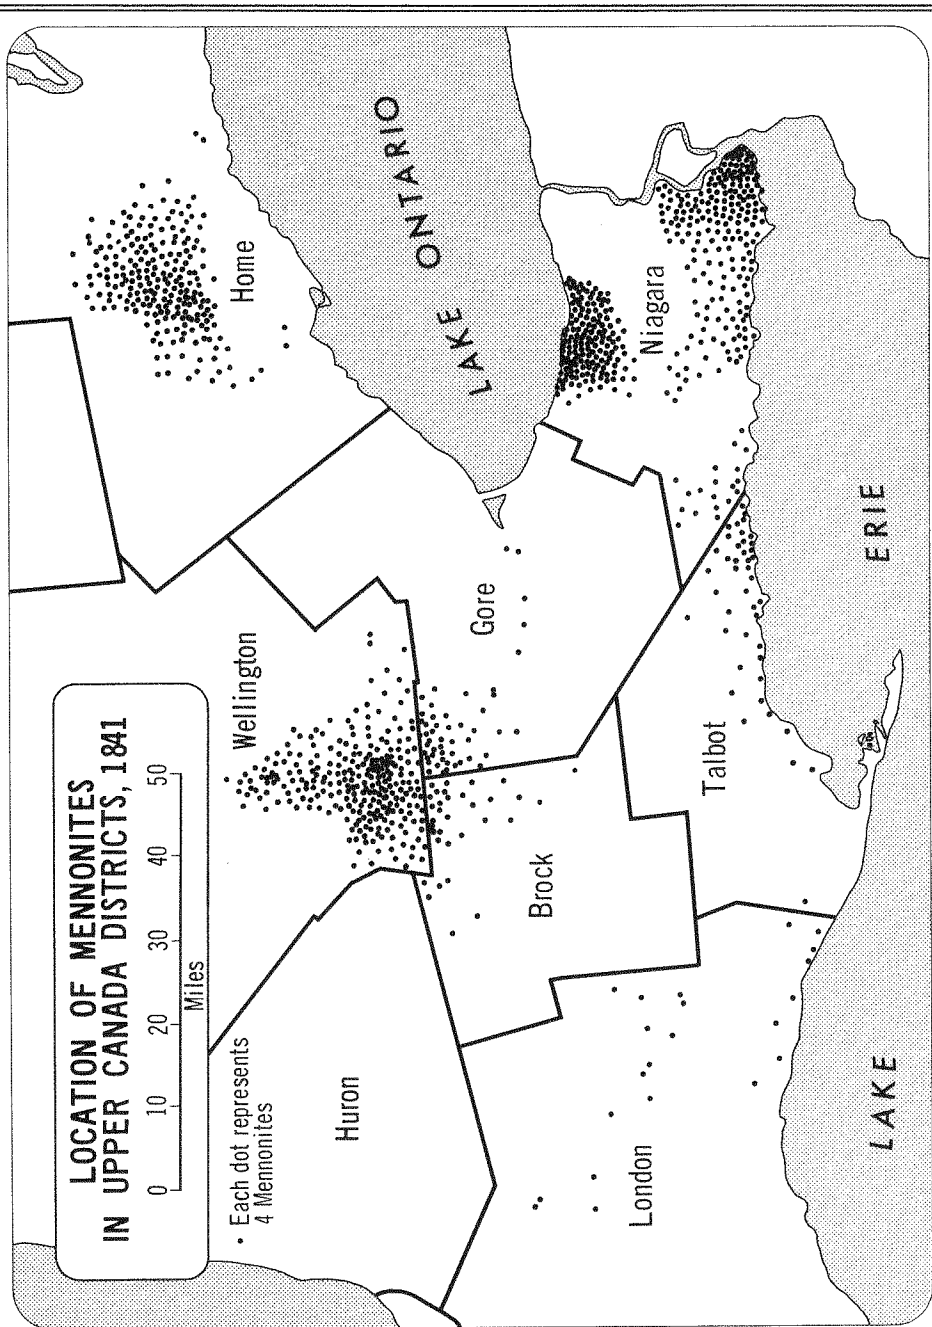 LOCATION OF MENNONITES
IN UPPER CANADA DISTRICTS, 1841
0 10 20 30 40 50
Miles
• Each dot represents
4 Mennonites
Huron
Wellington
Home
London
Brock
Gore
Talbot
Niagara
LAKE ONTARIO
LAKE ERIE